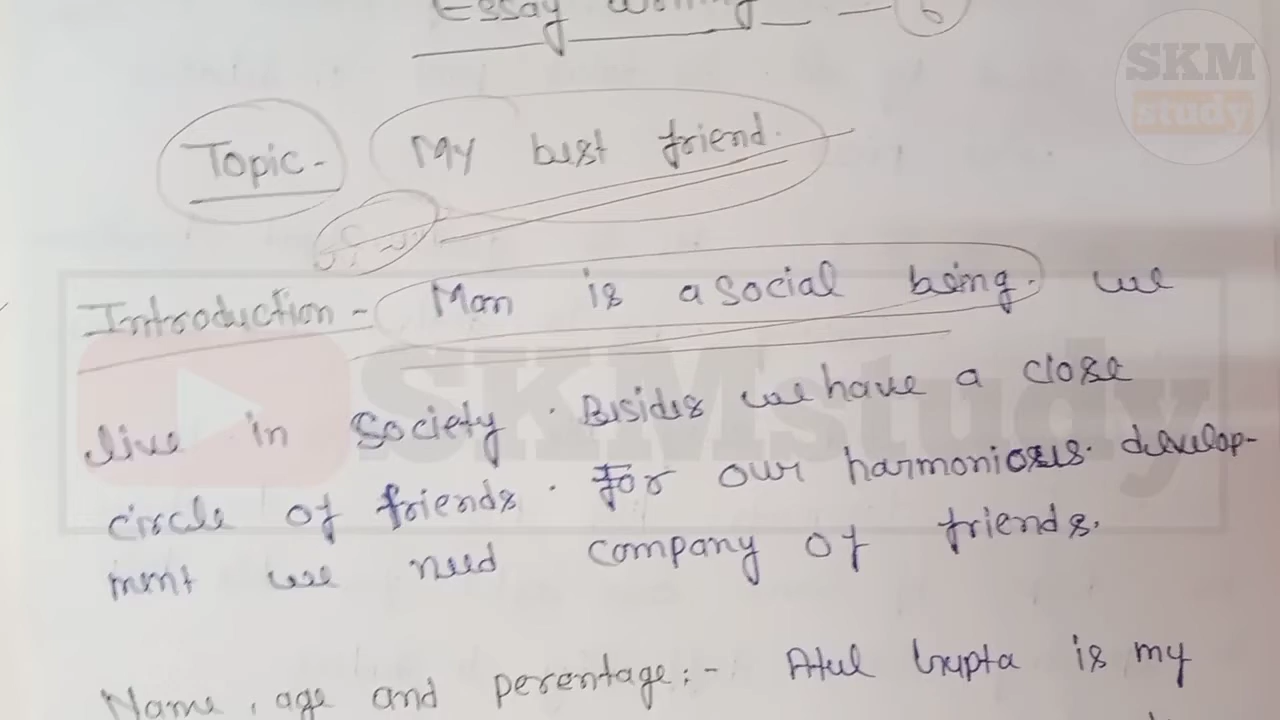 Essay Writing - 6
SKM
study
Topic- My best friend.
Introduction- Man is a social being. we
live in society. Besides we have a close
SKMstudy
circle of friends. For our harmonious develop-
ment we need company of friends.
Name, age and perentage:- Atul Gupta is my